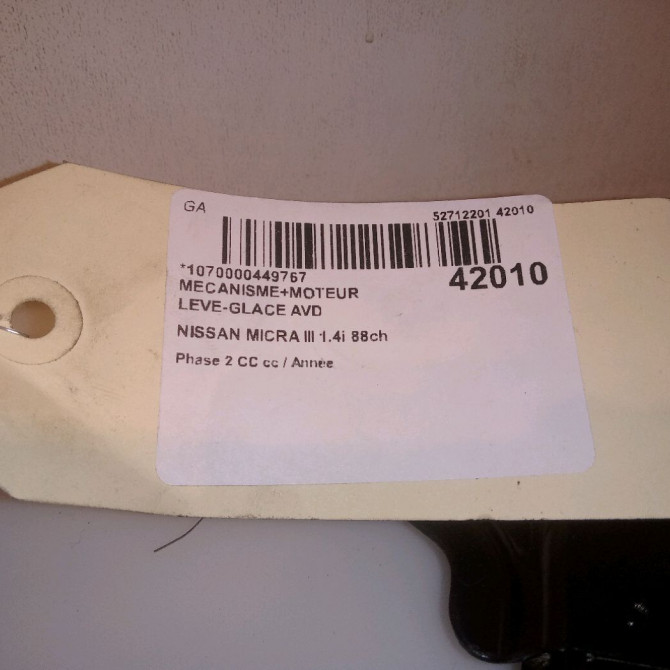 GA
52712201 42010
*1070000449767
42010
MECANISME+MOTEUR
LEVE-GLACE AVD
NISSAN MICRA III 1.4i 88ch
Phase 2 CC cc / Année